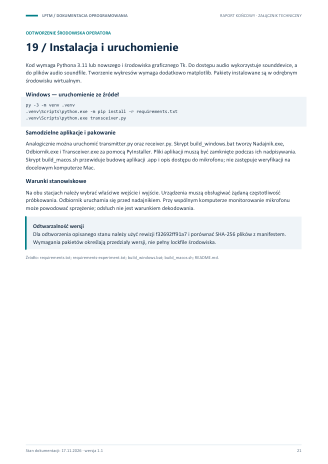 LPTM / DOKUMENTACJA OPROGRAMOWANIA
RAPORT KOŃCOWY · ZAŁĄCZNIK TECHNICZNY
ODTWORZENIE ŚRODOWISKA OPERATORA
19 / Instalacja i uruchomienie
Kod wymaga Pythona 3.11 lub nowszego i środowiska graficznego Tk. Do dostępu audio wykorzystuje sounddevice, a
do plików audio soundfile. Tworzenie wykresów wymaga dodatkowo matplotlib. Pakiety instalowane są w odrębnym
środowisku wirtualnym.
Windows — uruchomienie ze źródeł
py -3 -m venv .venv
.venv\Scripts\python.exe -m pip install -r requirements.txt
.venv\Scripts\python.exe transceiver.py
Samodzielne aplikacje i pakowanie
Analogicznie można uruchomić transmitter.py oraz receiver.py. Skrypt build_windows.bat tworzy Nadajnik.exe,
Odbiornik.exe i Transceiver.exe za pomocą PyInstaller. Pliki aplikacji muszą być zamknięte podczas ich nadpisywania.
Skrypt build_macos.sh przewiduje budowę aplikacji .app i opis dostępu do mikrofonu; nie zastępuje weryfikacji na
docelowym komputerze Mac.
Warunki stanowiskowe
Na obu stacjach należy wybrać właściwe wejście i wyjście. Urządzenia muszą obsługiwać żądaną częstotliwość
próbkowania. Odbiornik uruchamia się przed nadajnikiem. Przy wspólnym komputerze monitorowanie mikrofonu
może powodować sprzężenie; odsłuch nie jest warunkiem dekodowania.
Odtwarzalność wersji
Dla odtworzenia opisanego stanu należy użyć rewizji f32692ff91a7 i porównać SHA-256 plików z manifestem.
Wymagania pakietów określają przedziały wersji, nie pełny lockfile środowiska.
Źródło: requirements.txt; requirements-experiment.txt; build_windows.bat; build_macos.sh; README.md
Stan dokumentacji: 17.11.2025 · wersja 1.1
21